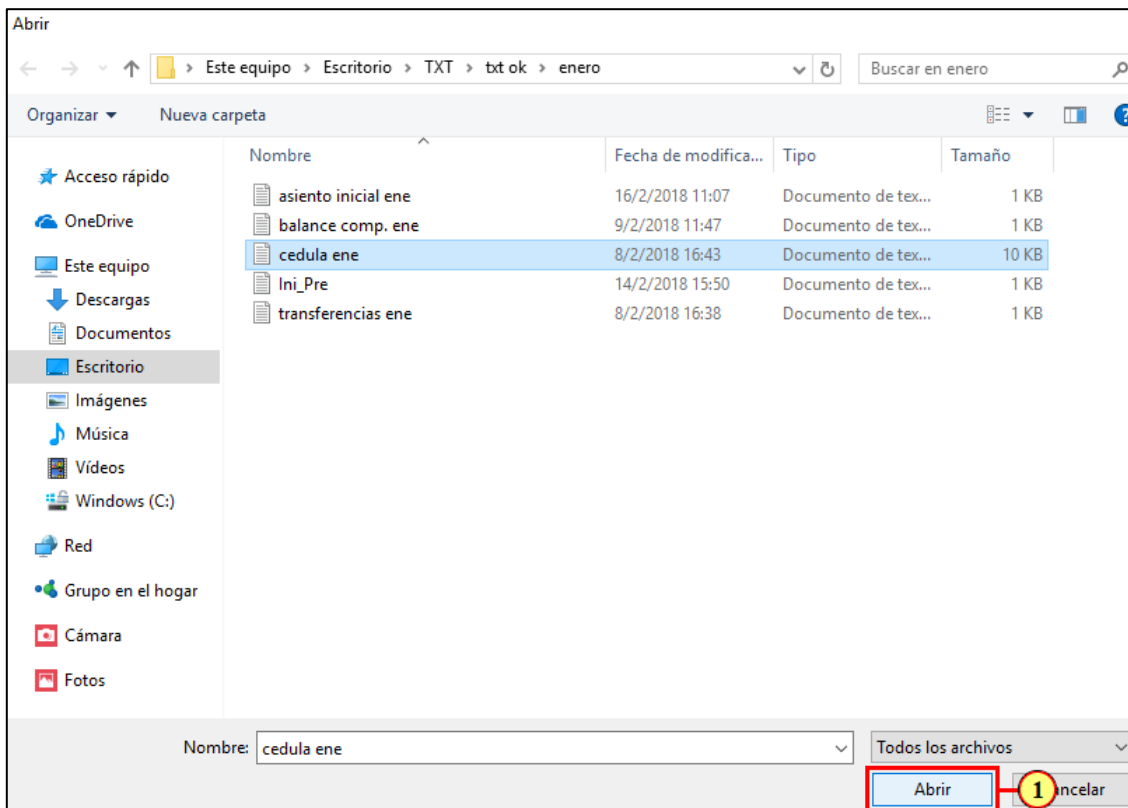 Abrir
Este equipo > Escritorio > TXT > txt ok > enero
Buscar en enero
Organizar
Nueva carpeta
?
Nombre Fecha de modifica... Tipo Tamaño
asiento inicial ene 16/2/2018 11:07 Documento de tex... 1 KB
balance comp. ene 9/2/2018 11:47 Documento de tex... 1 KB
cedula ene 8/2/2018 16:43 Documento de tex... 10 KB
Ini_Pre 14/2/2018 15:50 Documento de tex... 1 KB
transferencias ene 8/2/2018 16:38 Documento de tex... 1 KB
Acceso rápido
OneDrive
Este equipo
Descargas
Documentos
Escritorio
Imágenes
Música
Vídeos
Windows (C:)
Red
Grupo en el hogar
Cámara
Fotos
Nombre: cedula ene
Todos los archivos
Abrir 1 ncelar